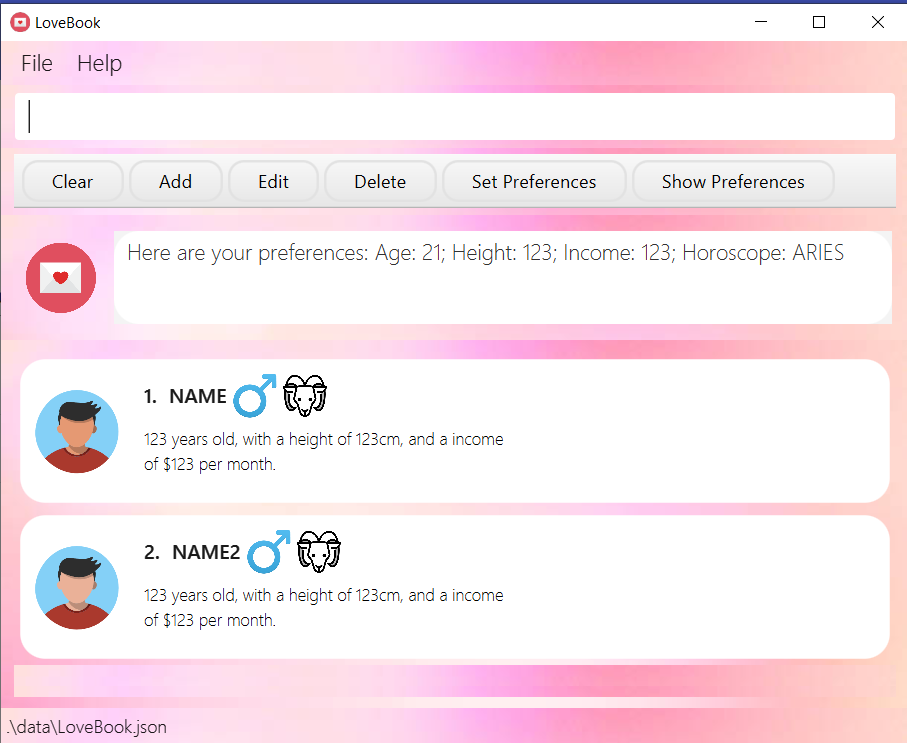 LoveBook
File Help
Clear Add Edit Delete Set Preferences Show Preferences
Here are your preferences: Age: 21; Height: 123; Income: 123; Horoscope: ARIES
1. NAME
123 years old, with a height of 123cm, and a income
of $123 per month.
2. NAME2
123 years old, with a height of 123cm, and a income
of $123 per month.
.\data\LoveBook.json